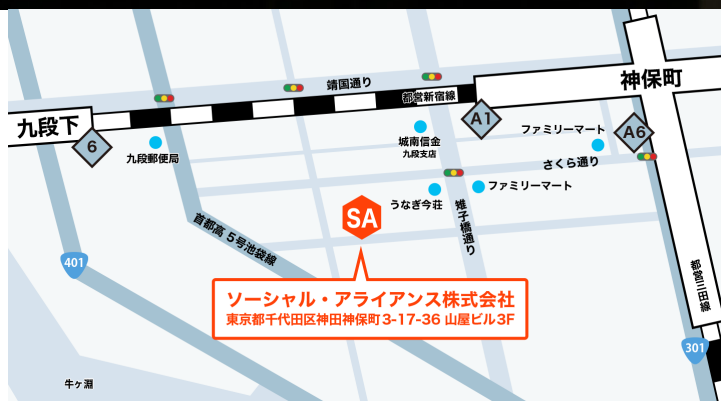 靖国通り
神保町
都営新宿線
九段下
6
A1
A6
九段郵便局
城南信金
九段支店
ファミリーマート
さくら通り
ファミリーマート
うなぎ今荘
雉子橋通り
SA
首都高 5号池袋線
401
都営三田線
ソーシャル・アライアンス株式会社
東京都千代田区神田神保町3-17-36 山屋ビル3F
301
牛ヶ淵